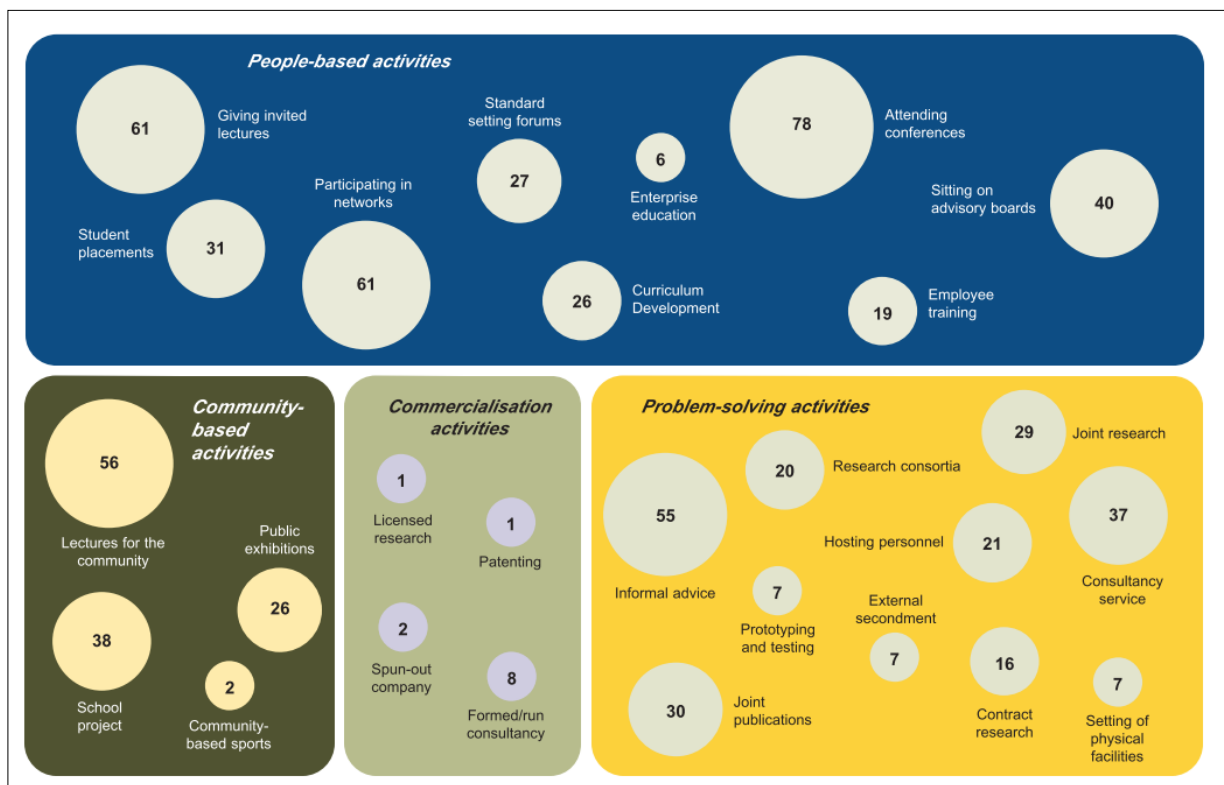 People-based activities
61
Giving invited
lectures
Standard
setting forums
27
6
Enterprise
education
78
Attending
conferences
Sitting on
advisory boards
40
Student
placements
31
Participating in
networks
61
26
Curriculum
Development
19
Employee
training
Community-
based
activities
56
Lectures for the
community
Public
exhibitions
26
38
School
project
2
Community-
based sports
Commercialisation
activities
1
Licensed
research
1
Patenting
2
Spun-out
company
8
Formed/run
consultancy
Problem-solving activities
55
Informal advice
20
Research consortia
29
Joint research
Hosting personnel
21
37
Consultancy
service
7
Prototyping
and testing
External
secondment
7
30
Joint
publications
16
Contract
research
7
Setting of
physical
facilities